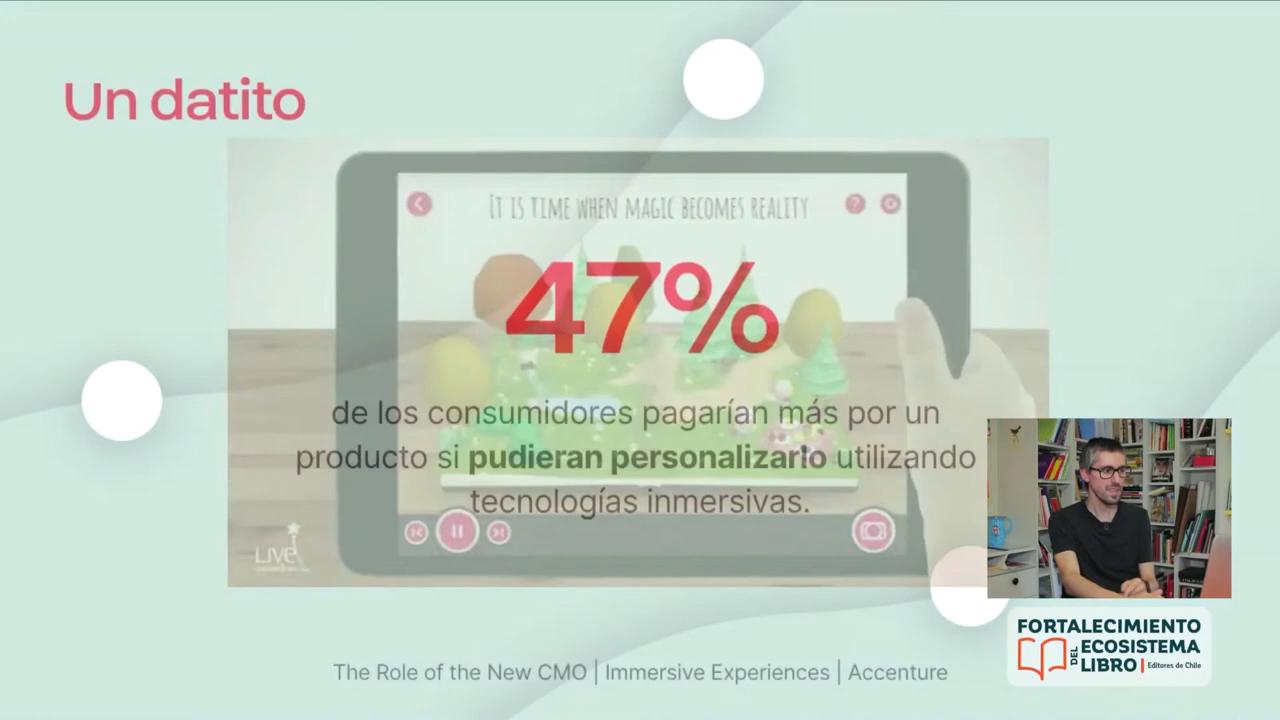 Un datito
IT IS TIME WHEN MAGIC BECOMES REALITY
47%
de los consumidores pagarían más por un
producto si pudieran personalizarlo utilizando
tecnologías inmersivas.
LIVE
The Role of the New CMO | Immersive Experiences | Accenture
FORTALECIMIENTO
DEL ECOSISTEMA
LIBRO | Editores de Chile